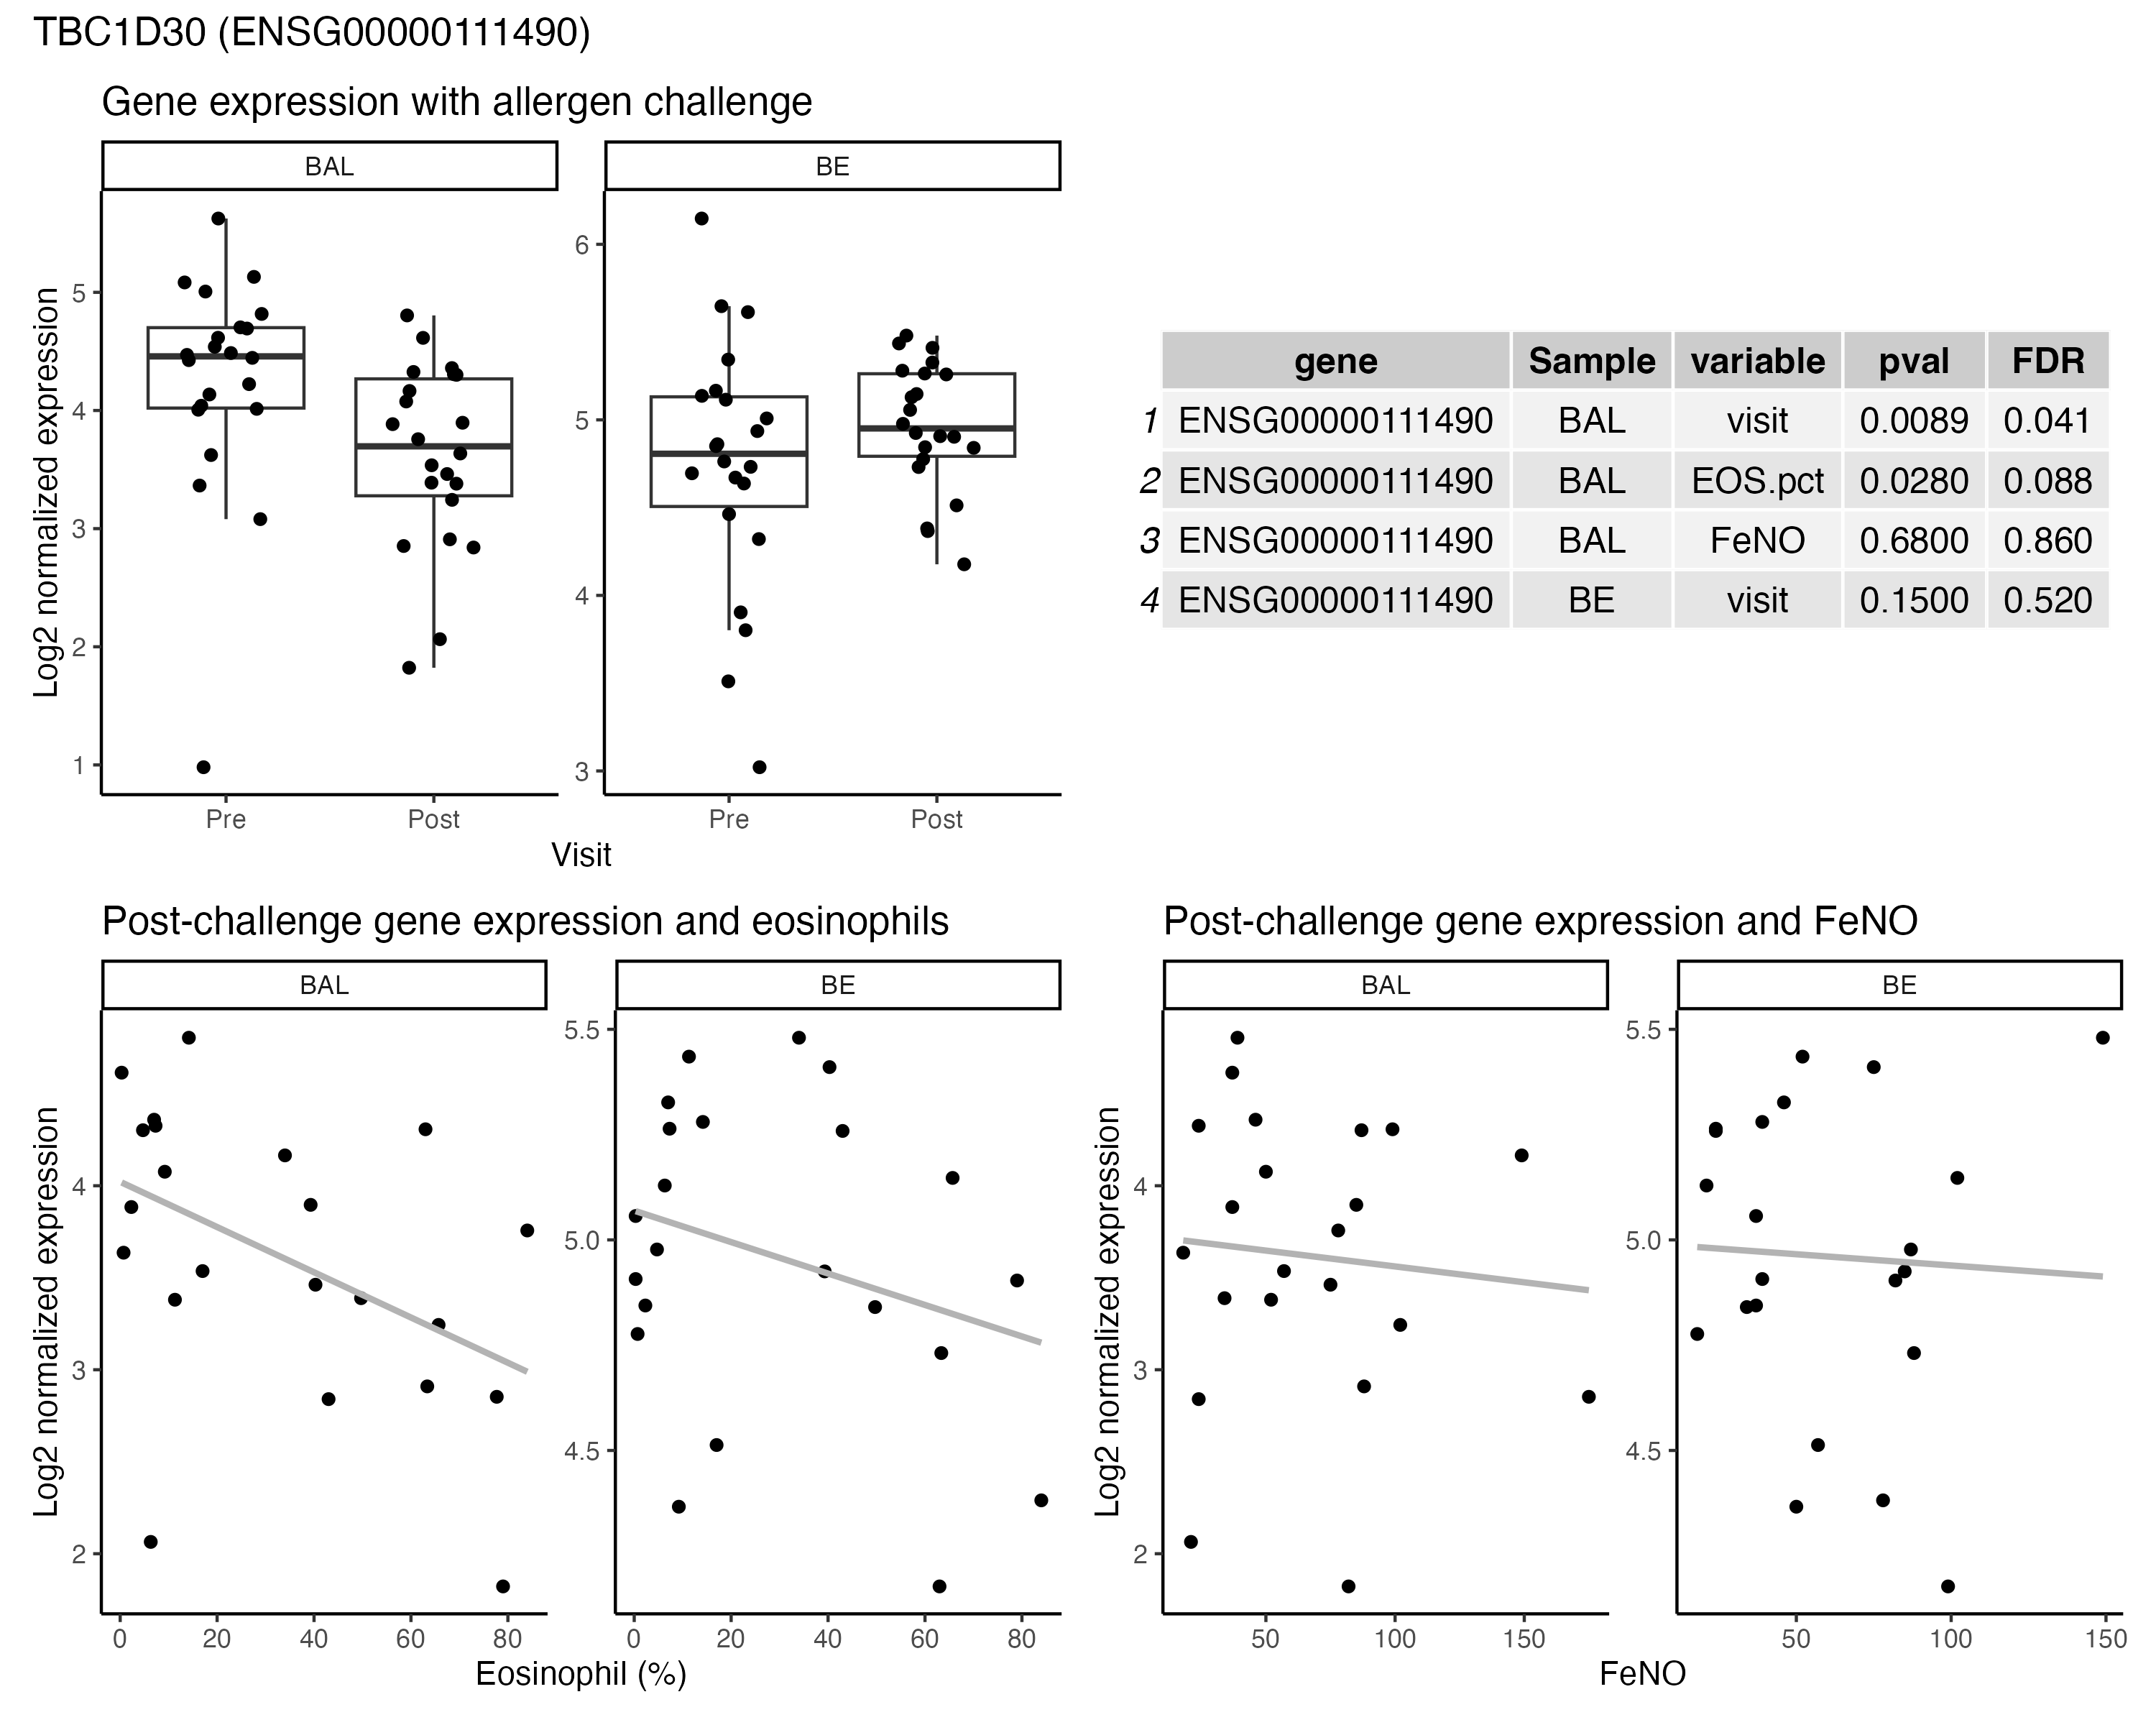 TBC1D30 (ENSG00000111490)
Gene expression with allergen challenge
BAL
BE
Log2 normalized expression
5
4
3
2
1
6
5
4
3
Pre
Post
Pre
Post
Visit
gene Sample variable pval FDR
1 ENSG00000111490 BAL visit 0.0089 0.041
2 ENSG00000111490 BAL EOS.pct 0.0280 0.088
3 ENSG00000111490 BAL FeNO 0.6800 0.860
4 ENSG00000111490 BE visit 0.1500 0.520
Post-challenge gene expression and eosinophils
BAL
BE
Log2 normalized expression
4
3
2
5.5
5.0
4.5
0 20 40 60 80
0 20 40 60 80
Eosinophil (%)
Post-challenge gene expression and FeNO
BAL
BE
Log2 normalized expression
4
3
2
5.5
5.0
4.5
50 100 150
50 100 150
FeNO